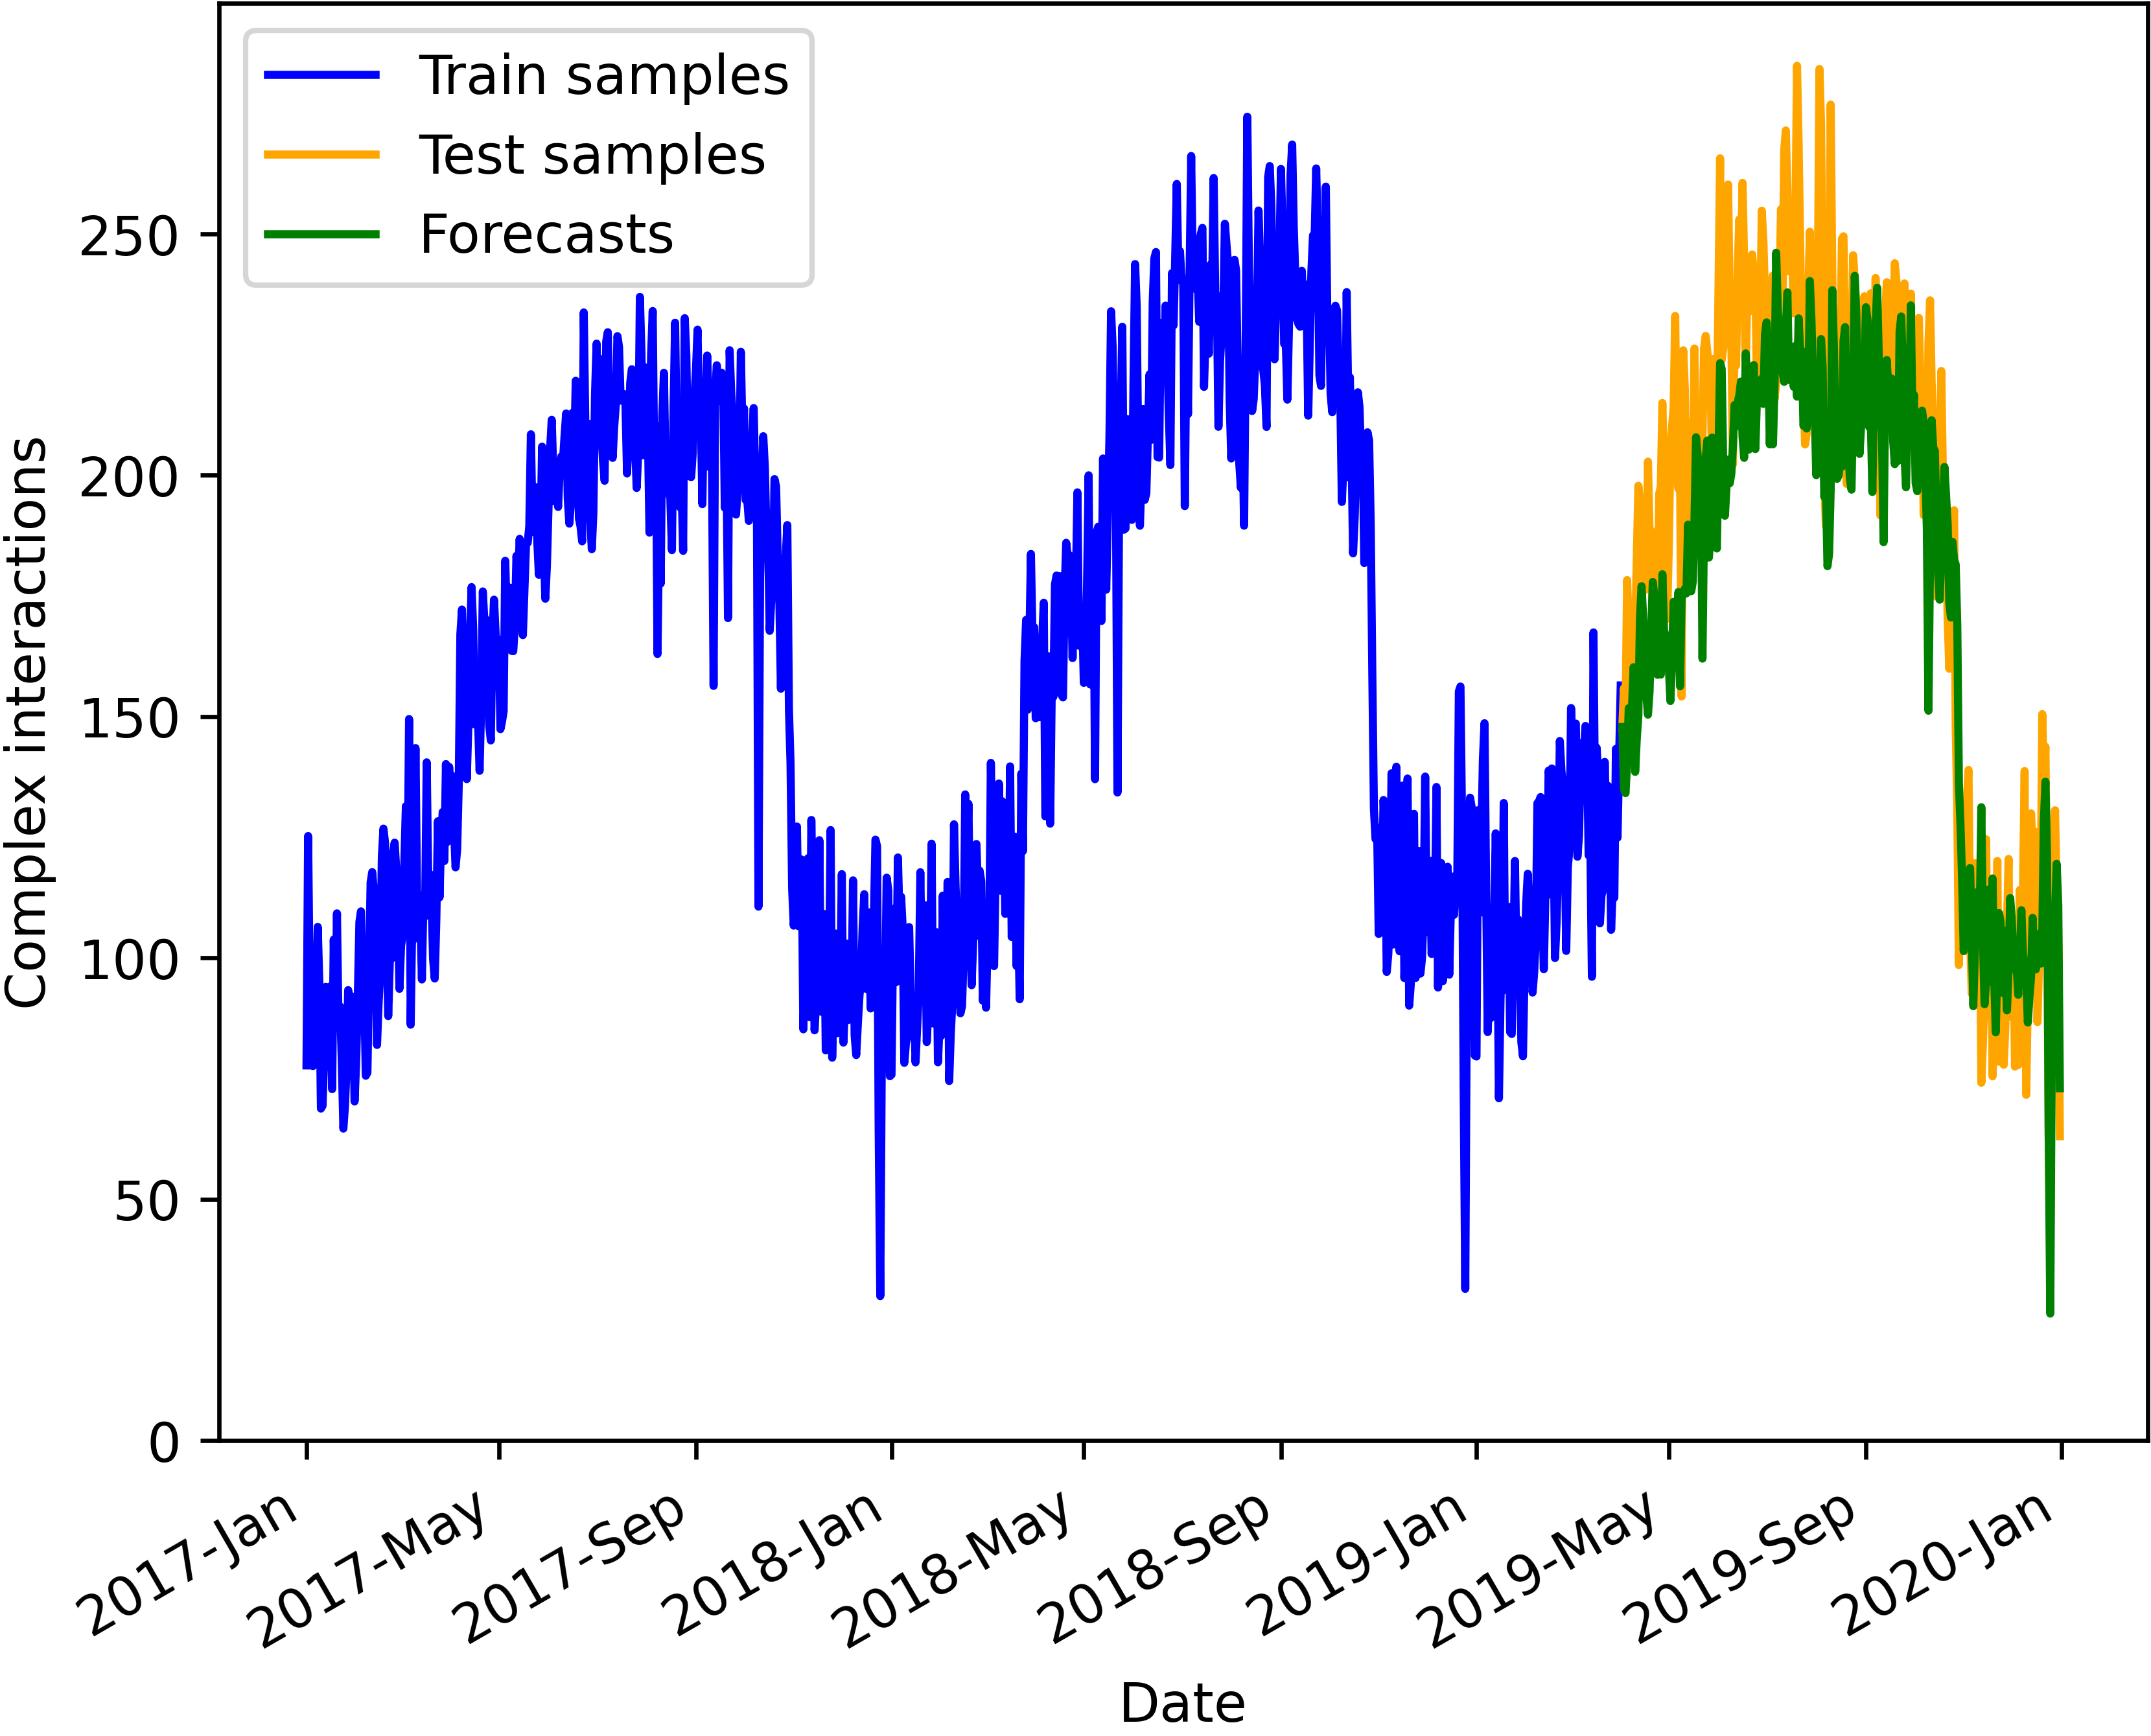 Train samples
Test samples
Forecasts
250
200
150
100
50
0
Complex interactions
2017-Jan
2017-May
2017-Sep
2018-Jan
2018-May
2018-Sep
2019-Jan
2019-May
2019-Sep
2020-Jan
Date